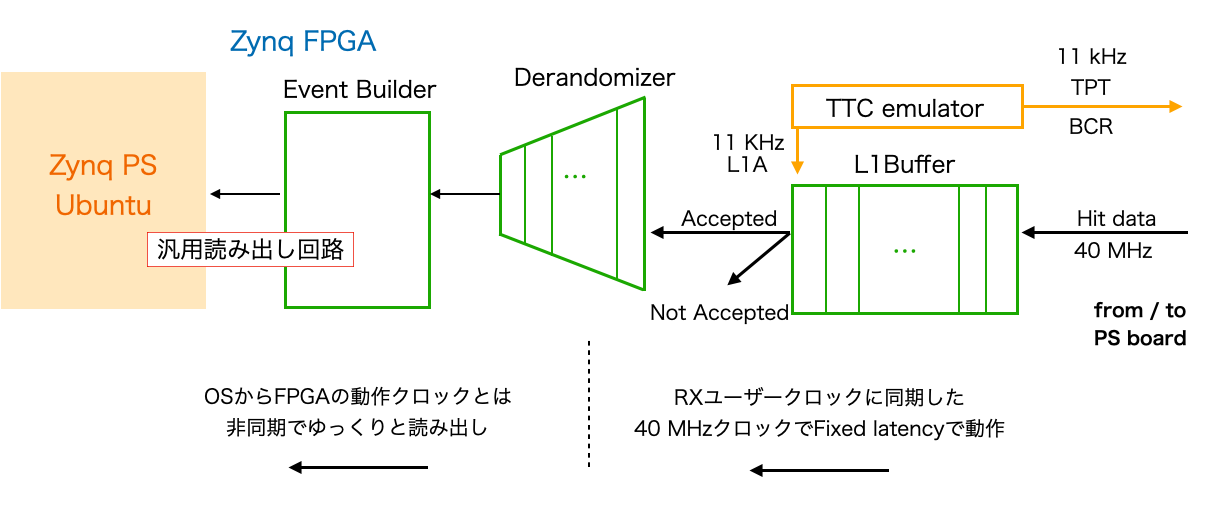 Zynq FPGA
Event Builder
Derandomizer
11 kHz
TPT
BCR
TTC emulator
11 KHz
L1A
L1Buffer
Zynq PS
Ubuntu
…
…
Accepted
Not Accepted
Hit data
40 MHz
汎用読み出し回路
from / to
PS board
OSからFPGAの動作クロックとは
非同期でゆっくりと読み出し
RXユーザークロックに同期した
40 MHzクロックでFixed latencyで動作